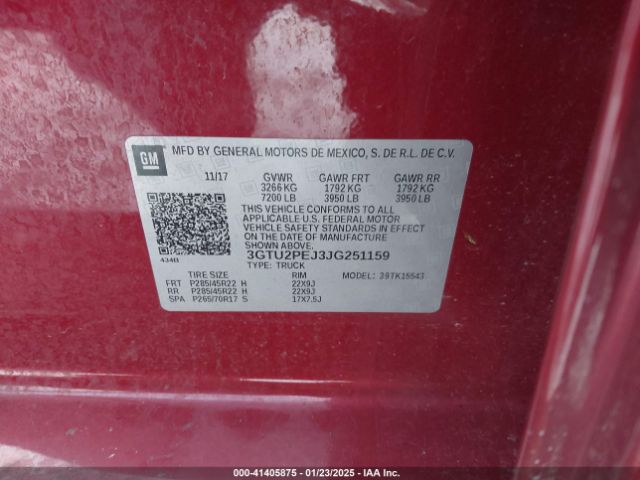 GM
MFD BY GENERAL MOTORS DE MEXICO, S. DE R.L. DE C.V.
11/17 GVWR GAWR FRT GAWR RR
3266 KG 1792 KG 1792 KG
7200 LB 3950 LB 3950 LB
THIS VEHICLE CONFORMS TO ALL
APPLICABLE U.S. FEDERAL MOTOR
VEHICLE SAFETY STANDARDS IN
EFFECT ON THE DATE OF MANUFACTURE
SHOWN ABOVE.
434B
3GTU2PEJ3JG251159
TYPE: TRUCK
TIRE SIZE RIM MODEL: 39TK15543
FRT P285/45R22 H 22X9J
RR P285/45R22 H 22X9J
SPA P265/70R17 S 17X7.5J
000-41405875 - 01/23/2025 - IAA Inc.